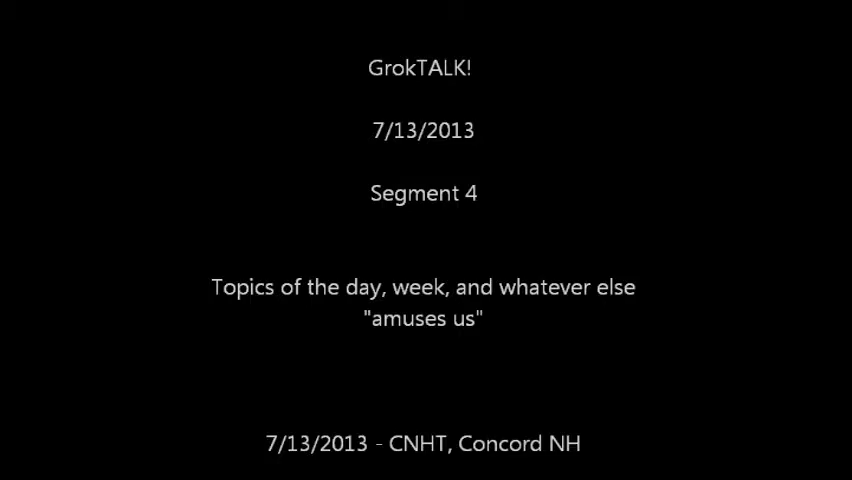 GrokTALK!
7/13/2013
Segment 4
Topics of the day, week, and whatever else
"amuses us"
7/13/2013 - CNHT, Concord NH